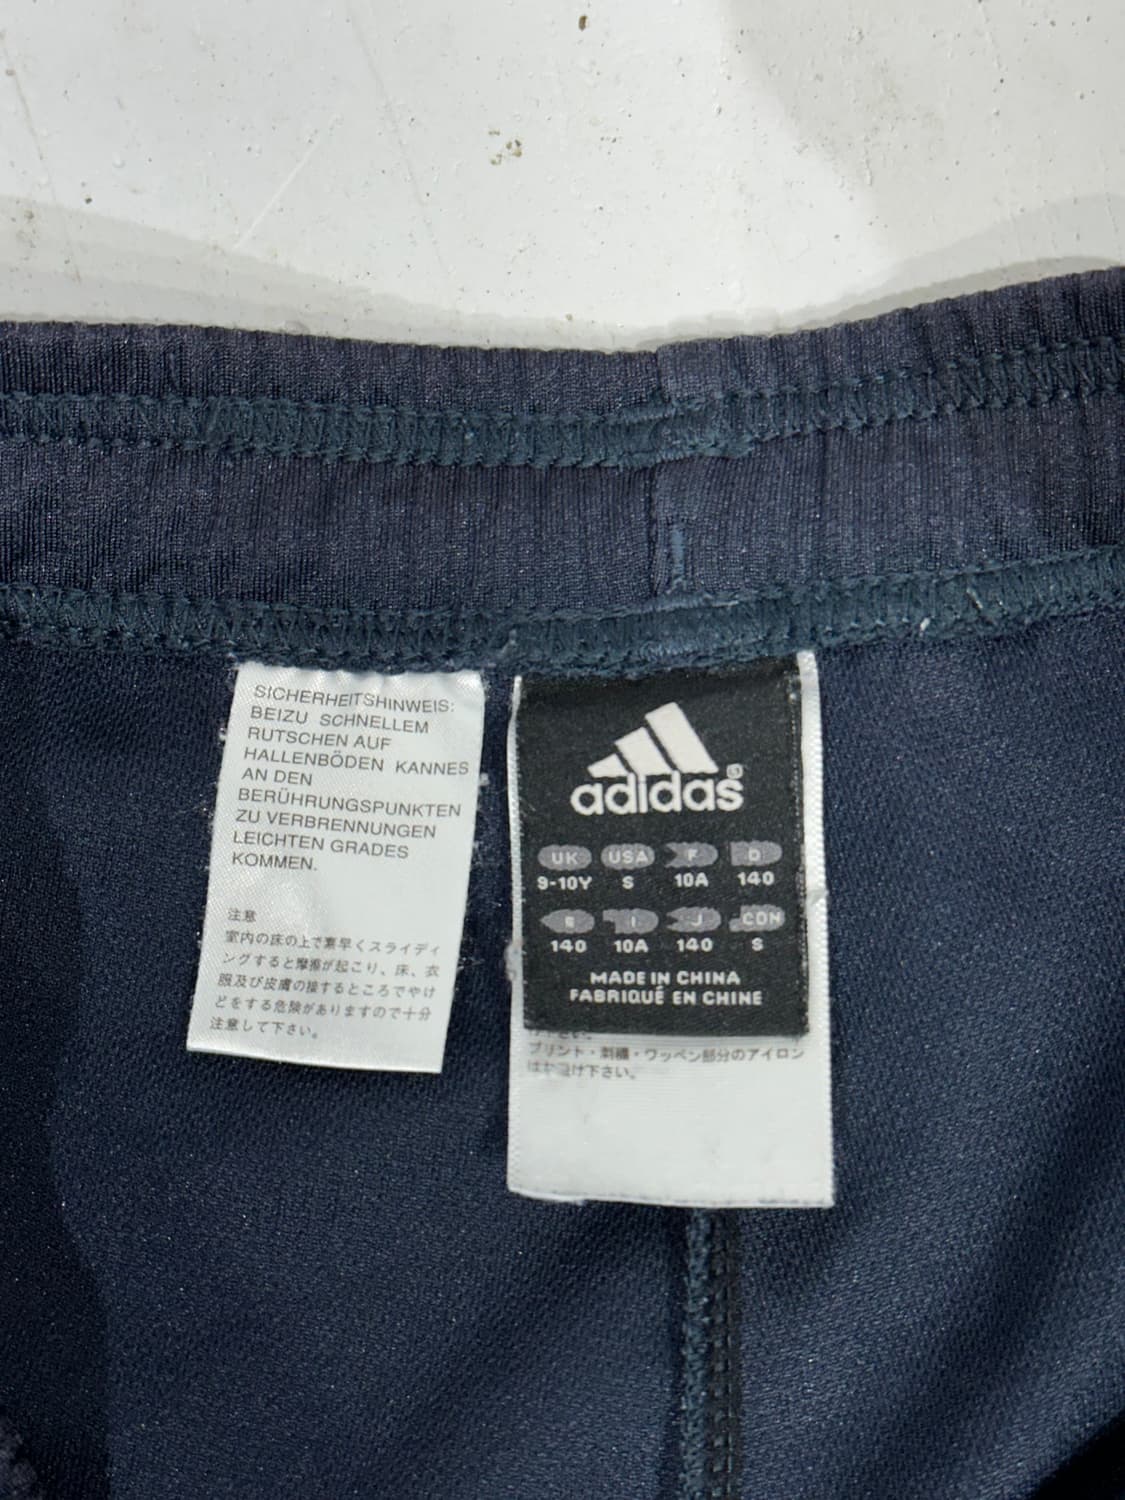 SICHERHEITSHINWEIS:
BEIZU SCHNELLEM
RUTSCHEN AUF
HALLENBÖDEN KANNES
AN DEN
BERÜHRUNGSPUNKTEN
ZU VERBRENNUNGEN
LEICHTEN GRADES
KOMMEN.
注意
室内の床の上で素早くスライディ
ングすると摩擦が起こり、床、衣
服及び皮膚の接するところでやけ
どをする危険がありますので十分
注意して下さい。
adidas®
UK USA F D
9-10Y S 10A 140
E I J CDN
140 10A 140 S
MADE IN CHINA
FABRIQUÉ EN CHINE
プリント・刺繍・ワッペン部分のアイロン
はお避け下さい。